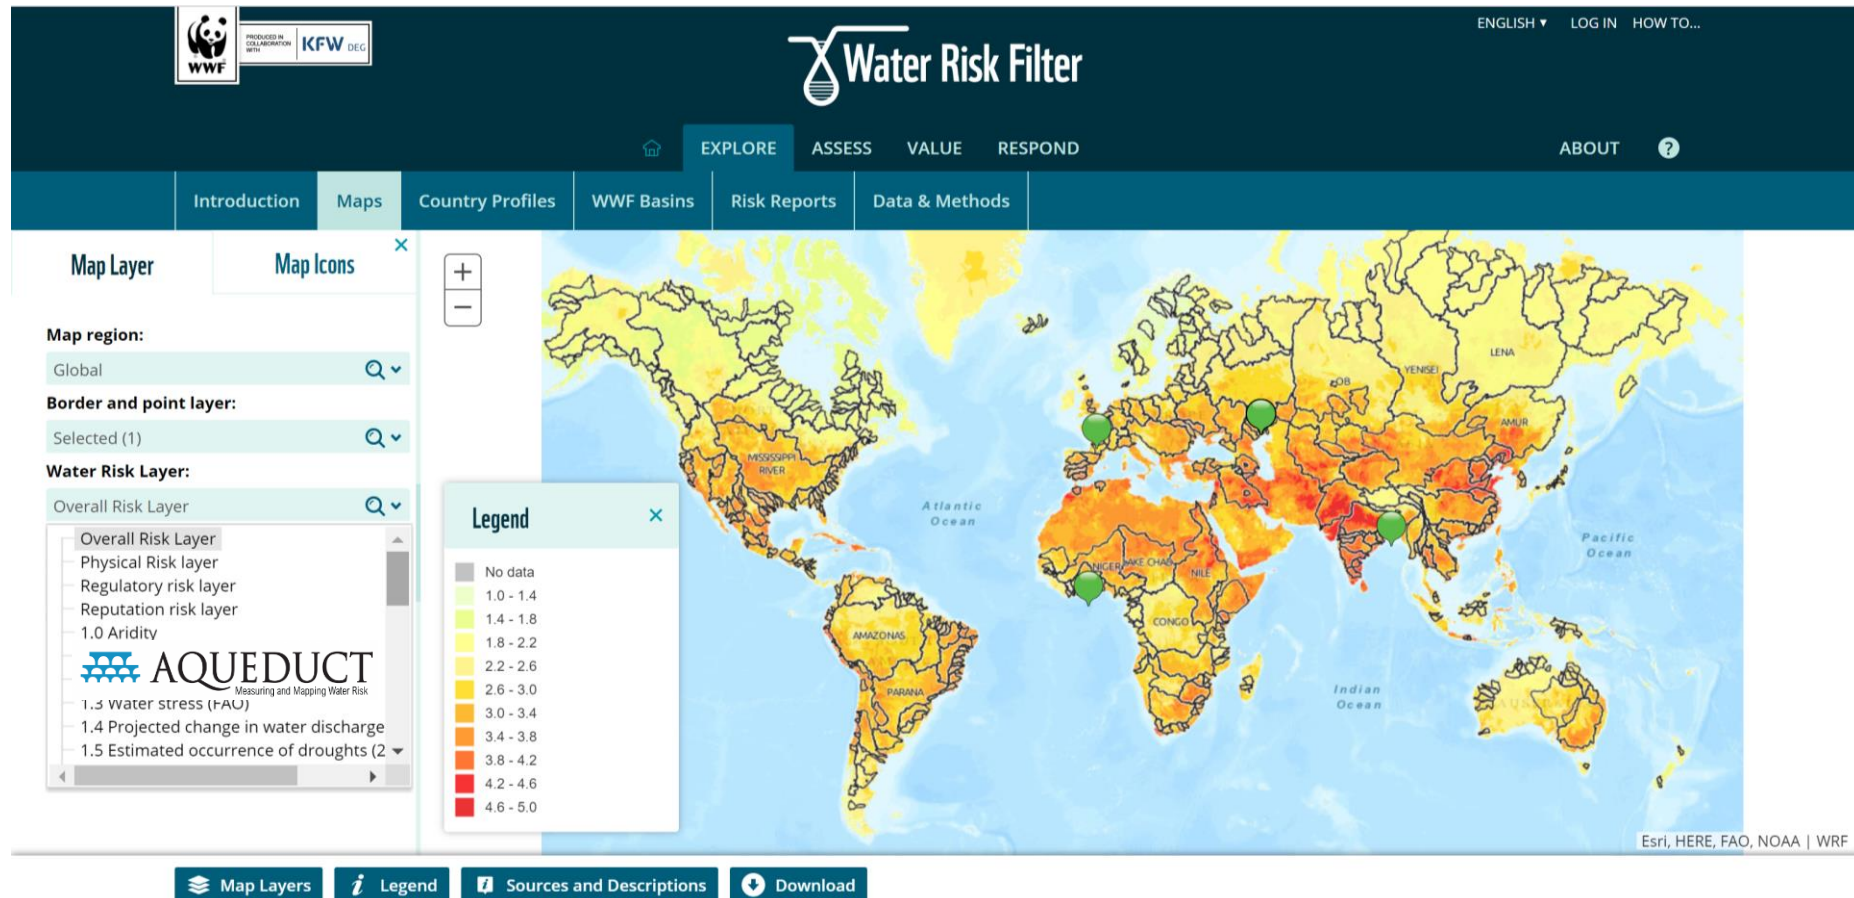 ENGLISH ▾ LOG IN HOW TO...
WWF
PRODUCED IN
COLLABORATION
WITH
KFW DEG
Water Risk Filter
EXPLORE ASSESS VALUE RESPOND ABOUT ?
Introduction Maps Country Profiles WWF Basins Risk Reports Data & Methods
Map Layer Map Icons ×
Map region:
Global
Border and point layer:
Selected (1)
Water Risk Layer:
Overall Risk Layer
Overall Risk Layer
Physical Risk layer
Regulatory risk layer
Reputation risk layer
1.0 Aridity
AQUEDUCT
Measuring and Mapping Water Risk
1.3 Water stress (FAO)
1.4 Projected change in water discharge
1.5 Estimated occurrence of droughts (2
+
−
Legend ×
No data
1.0 - 1.4
1.4 - 1.8
1.8 - 2.2
2.2 - 2.6
2.6 - 3.0
3.0 - 3.4
3.4 - 3.8
3.8 - 4.2
4.2 - 4.6
4.6 - 5.0
LENA
YENISEI
OB
AMUR
MISSISSIPPI
RIVER
Atlantic
Ocean
Pacific
Ocean
NIGER
LAKE CHAD
NILE
CONGO
AMAZONAS
PARANA
Indian
Ocean
Esri, HERE, FAO, NOAA | WRF
Map Layers
i Legend
Sources and Descriptions
Download